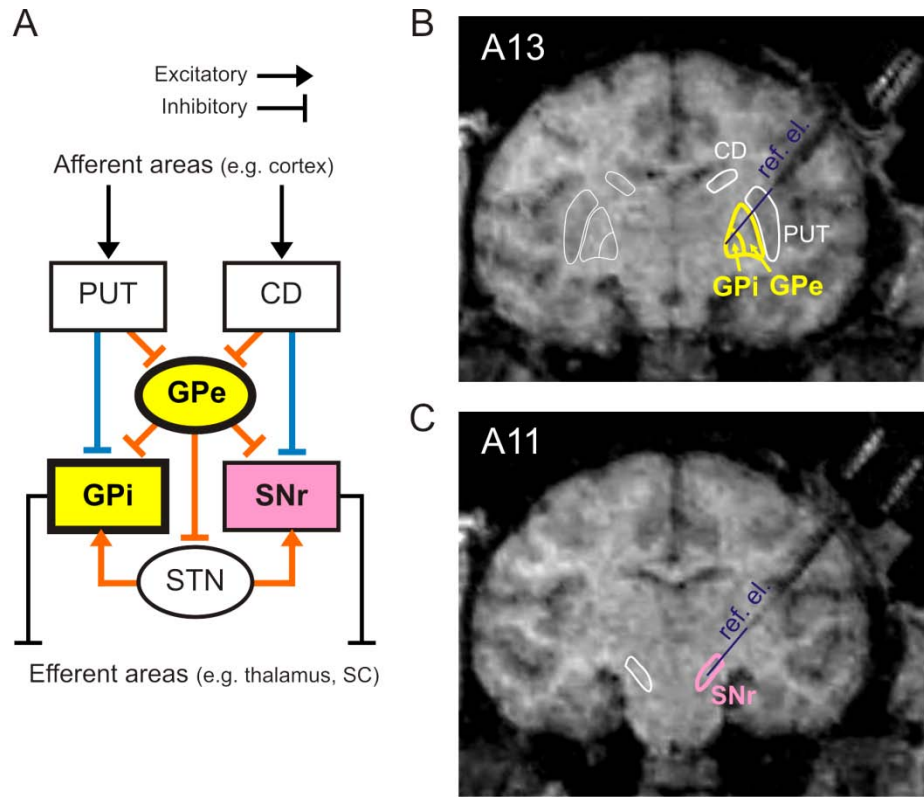 A
Excitatory
Inhibitory
Afferent areas (e.g. cortex)
PUT
CD
GPe
GPi
SNr
STN
Efferent areas (e.g. thalamus, SC)
B
A13
CD
ref. el.
PUT
GPi GPe
C
A11
ref. el.
SNr